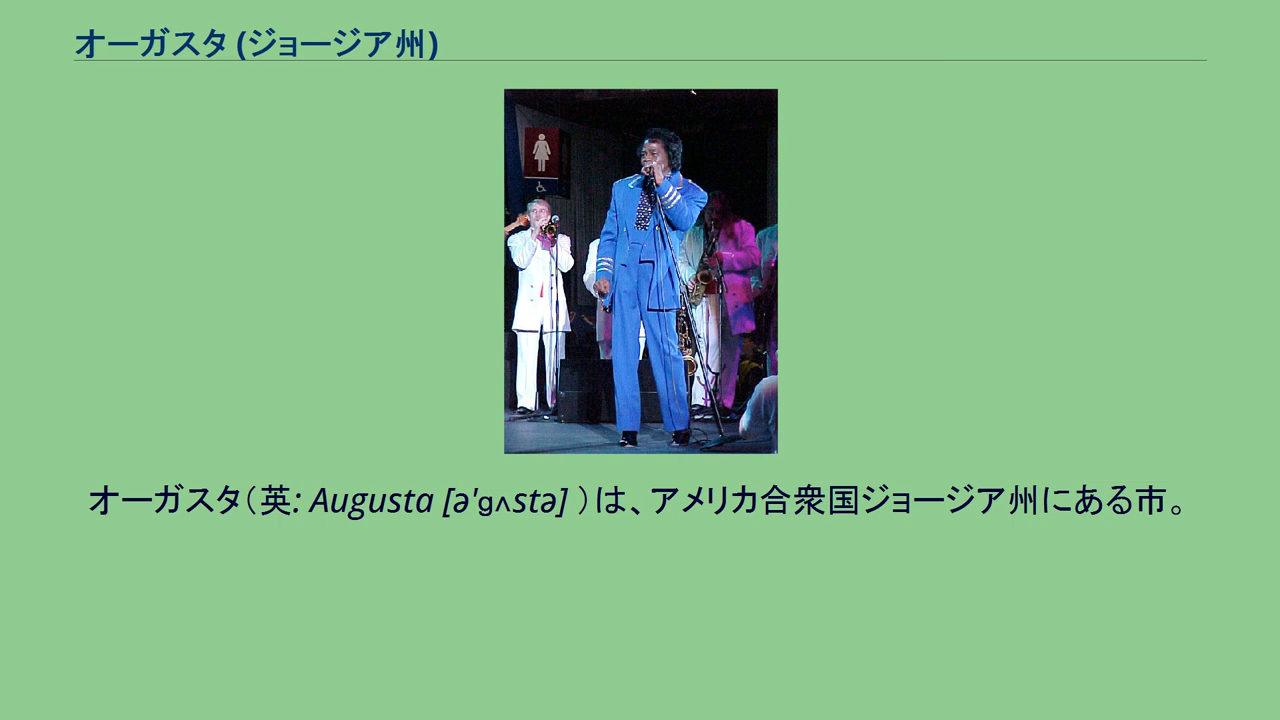 オーガスタ (ジョージア州)
オーガスタ（英: Augusta [ə'gʌstə] ）は、アメリカ合衆国ジョージア州にある市。